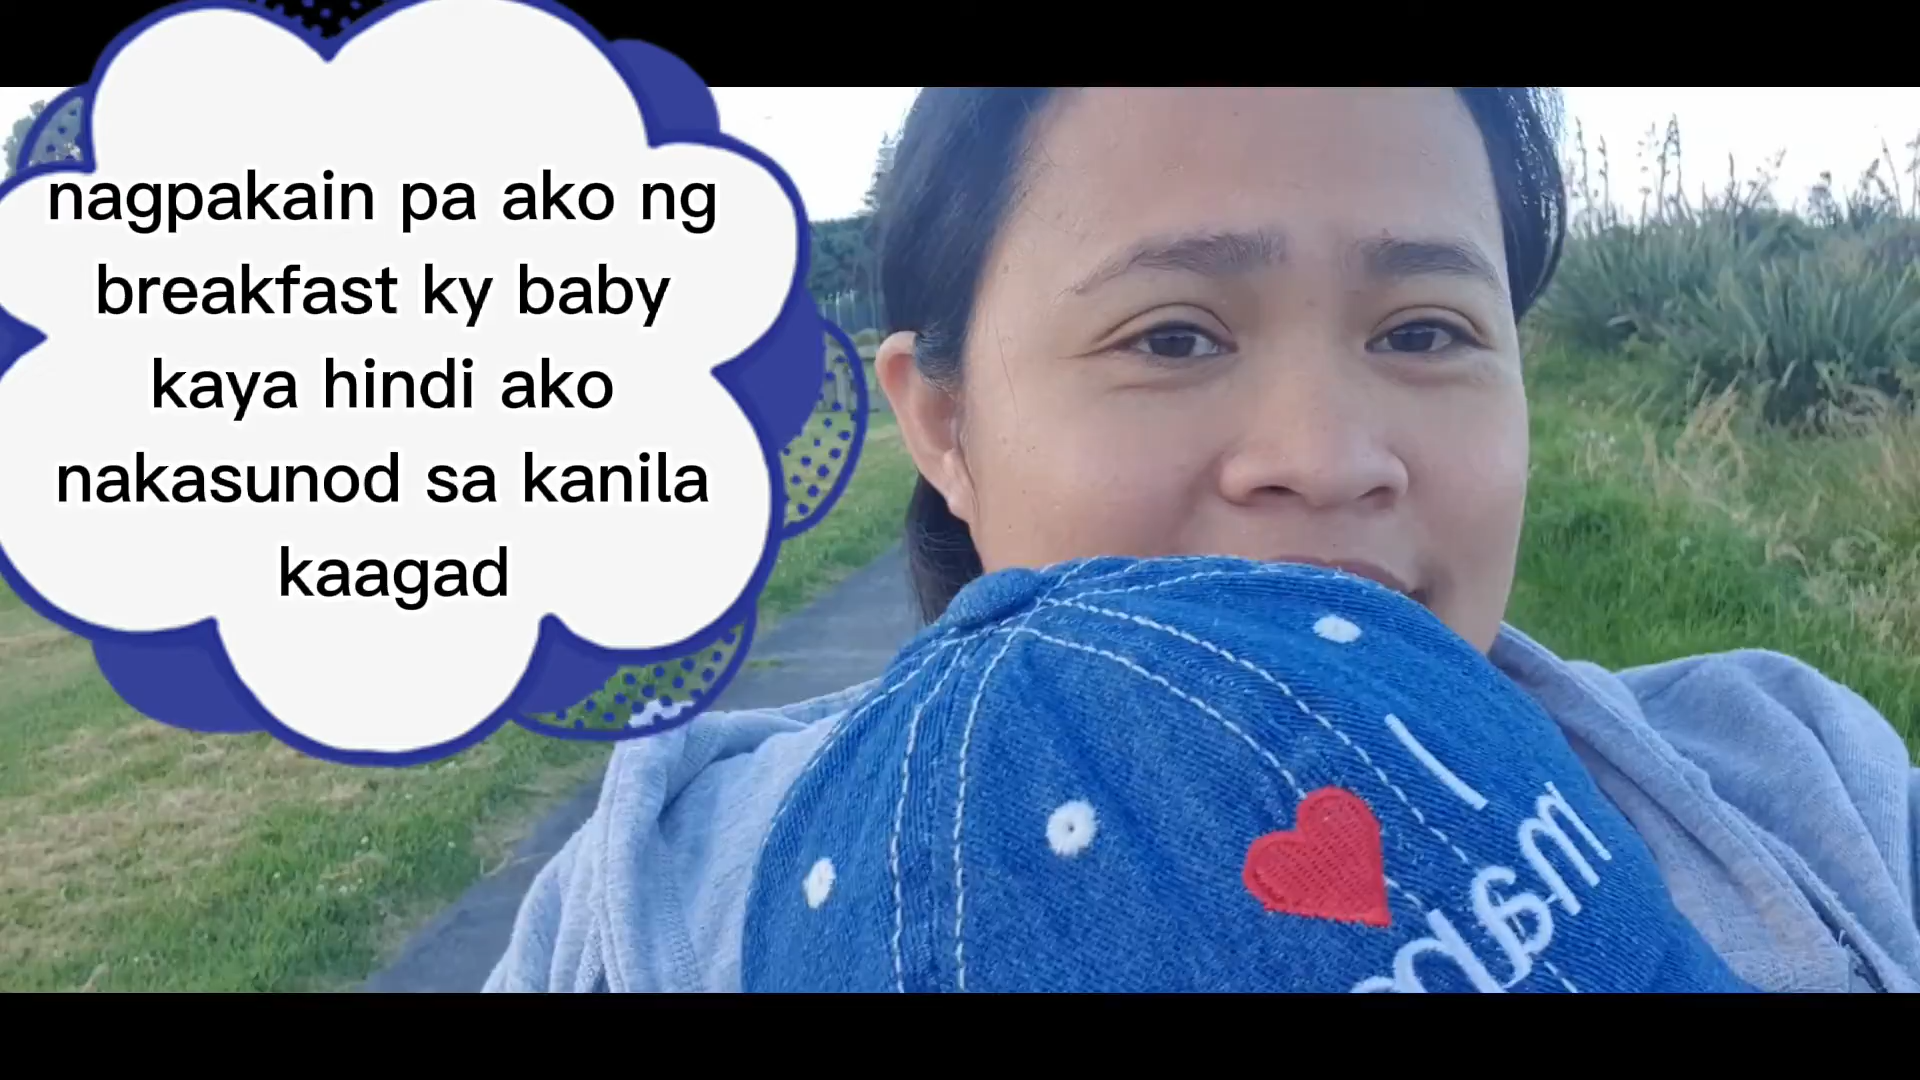 nagpakain pa ako ng
breakfast ky baby
kaya hindi ako
nakasunod sa kanila
kaagad
I